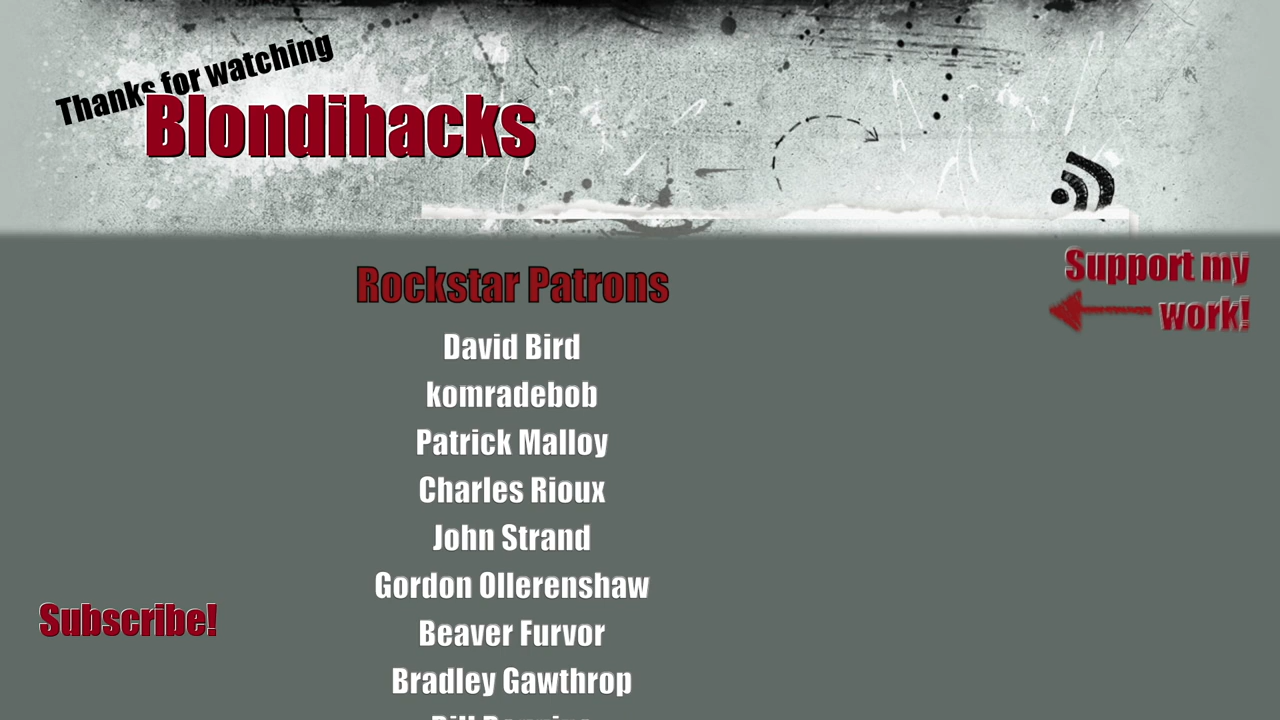 Thanks for watching
Blondihacks
Support my
work!
Rockstar Patrons
David Bird
komradebob
Patrick Malloy
Charles Rioux
John Strand
Gordon Ollerenshaw
Beaver Furvor
Subscribe!
Bradley Gawthrop